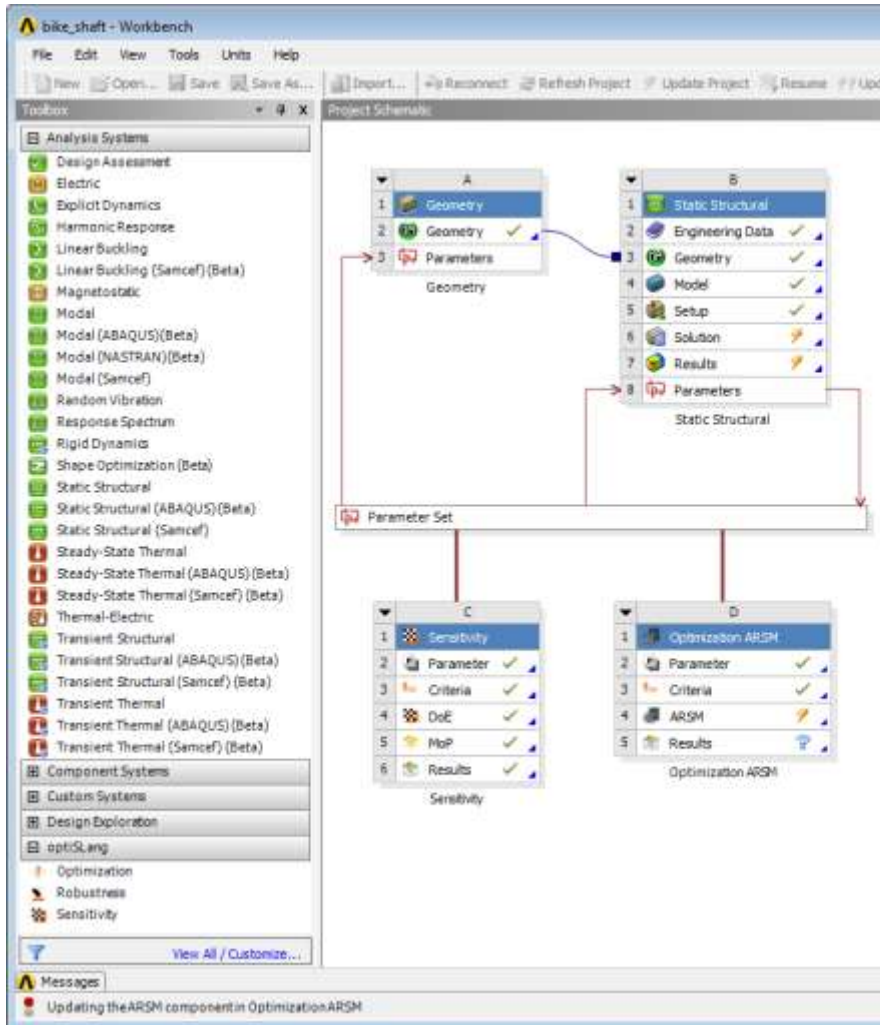 bike_shaft - Workbench
File Edit View Tools Units Help
New Open... Save Save As... Import... Reconnect Refresh Project Update Project Resume
Toolbox
Project Schematic
Analysis Systems
Design Assessment
Electric
Explicit Dynamics
Harmonic Response
Linear Buckling
Linear Buckling (Samcef) (Beta)
Magnetostatic
Modal
Modal (ABAQUS)(Beta)
Modal (NASTRAN)(Beta)
Modal (Samcef)
Random Vibration
Response Spectrum
Rigid Dynamics
Shape Optimization (Beta)
Static Structural
Static Structural (ABAQUS)(Beta)
Static Structural (Samcef)
Steady-State Thermal
Steady-State Thermal (ABAQUS)(Beta)
Steady-State Thermal (Samcef) (Beta)
Thermal-Electric
Transient Structural
Transient Structural (ABAQUS)(Beta)
Transient Structural (Samcef) (Beta)
Transient Thermal
Transient Thermal (ABAQUS)(Beta)
Transient Thermal (Samcef) (Beta)
Component Systems
Custom Systems
Design Exploration
optiSLang
Optimization
Robustness
Sensitivity
View All / Customize...
A
1 Geometry
2 Geometry
3 Parameters
Geometry
B
1 Static Structural
2 Engineering Data
3 Geometry
4 Model
5 Setup
6 Solution
7 Results
8 Parameters
Static Structural
Parameter Set
C
1 Sensitivity
2 Parameter
3 Criteria
4 DoE
5 MoP
6 Results
Sensitivity
D
1 Optimization ARSM
2 Parameter
3 Criteria
4 ARSM
5 Results
Optimization ARSM
Messages
Updating the ARSM component in Optimization ARSM